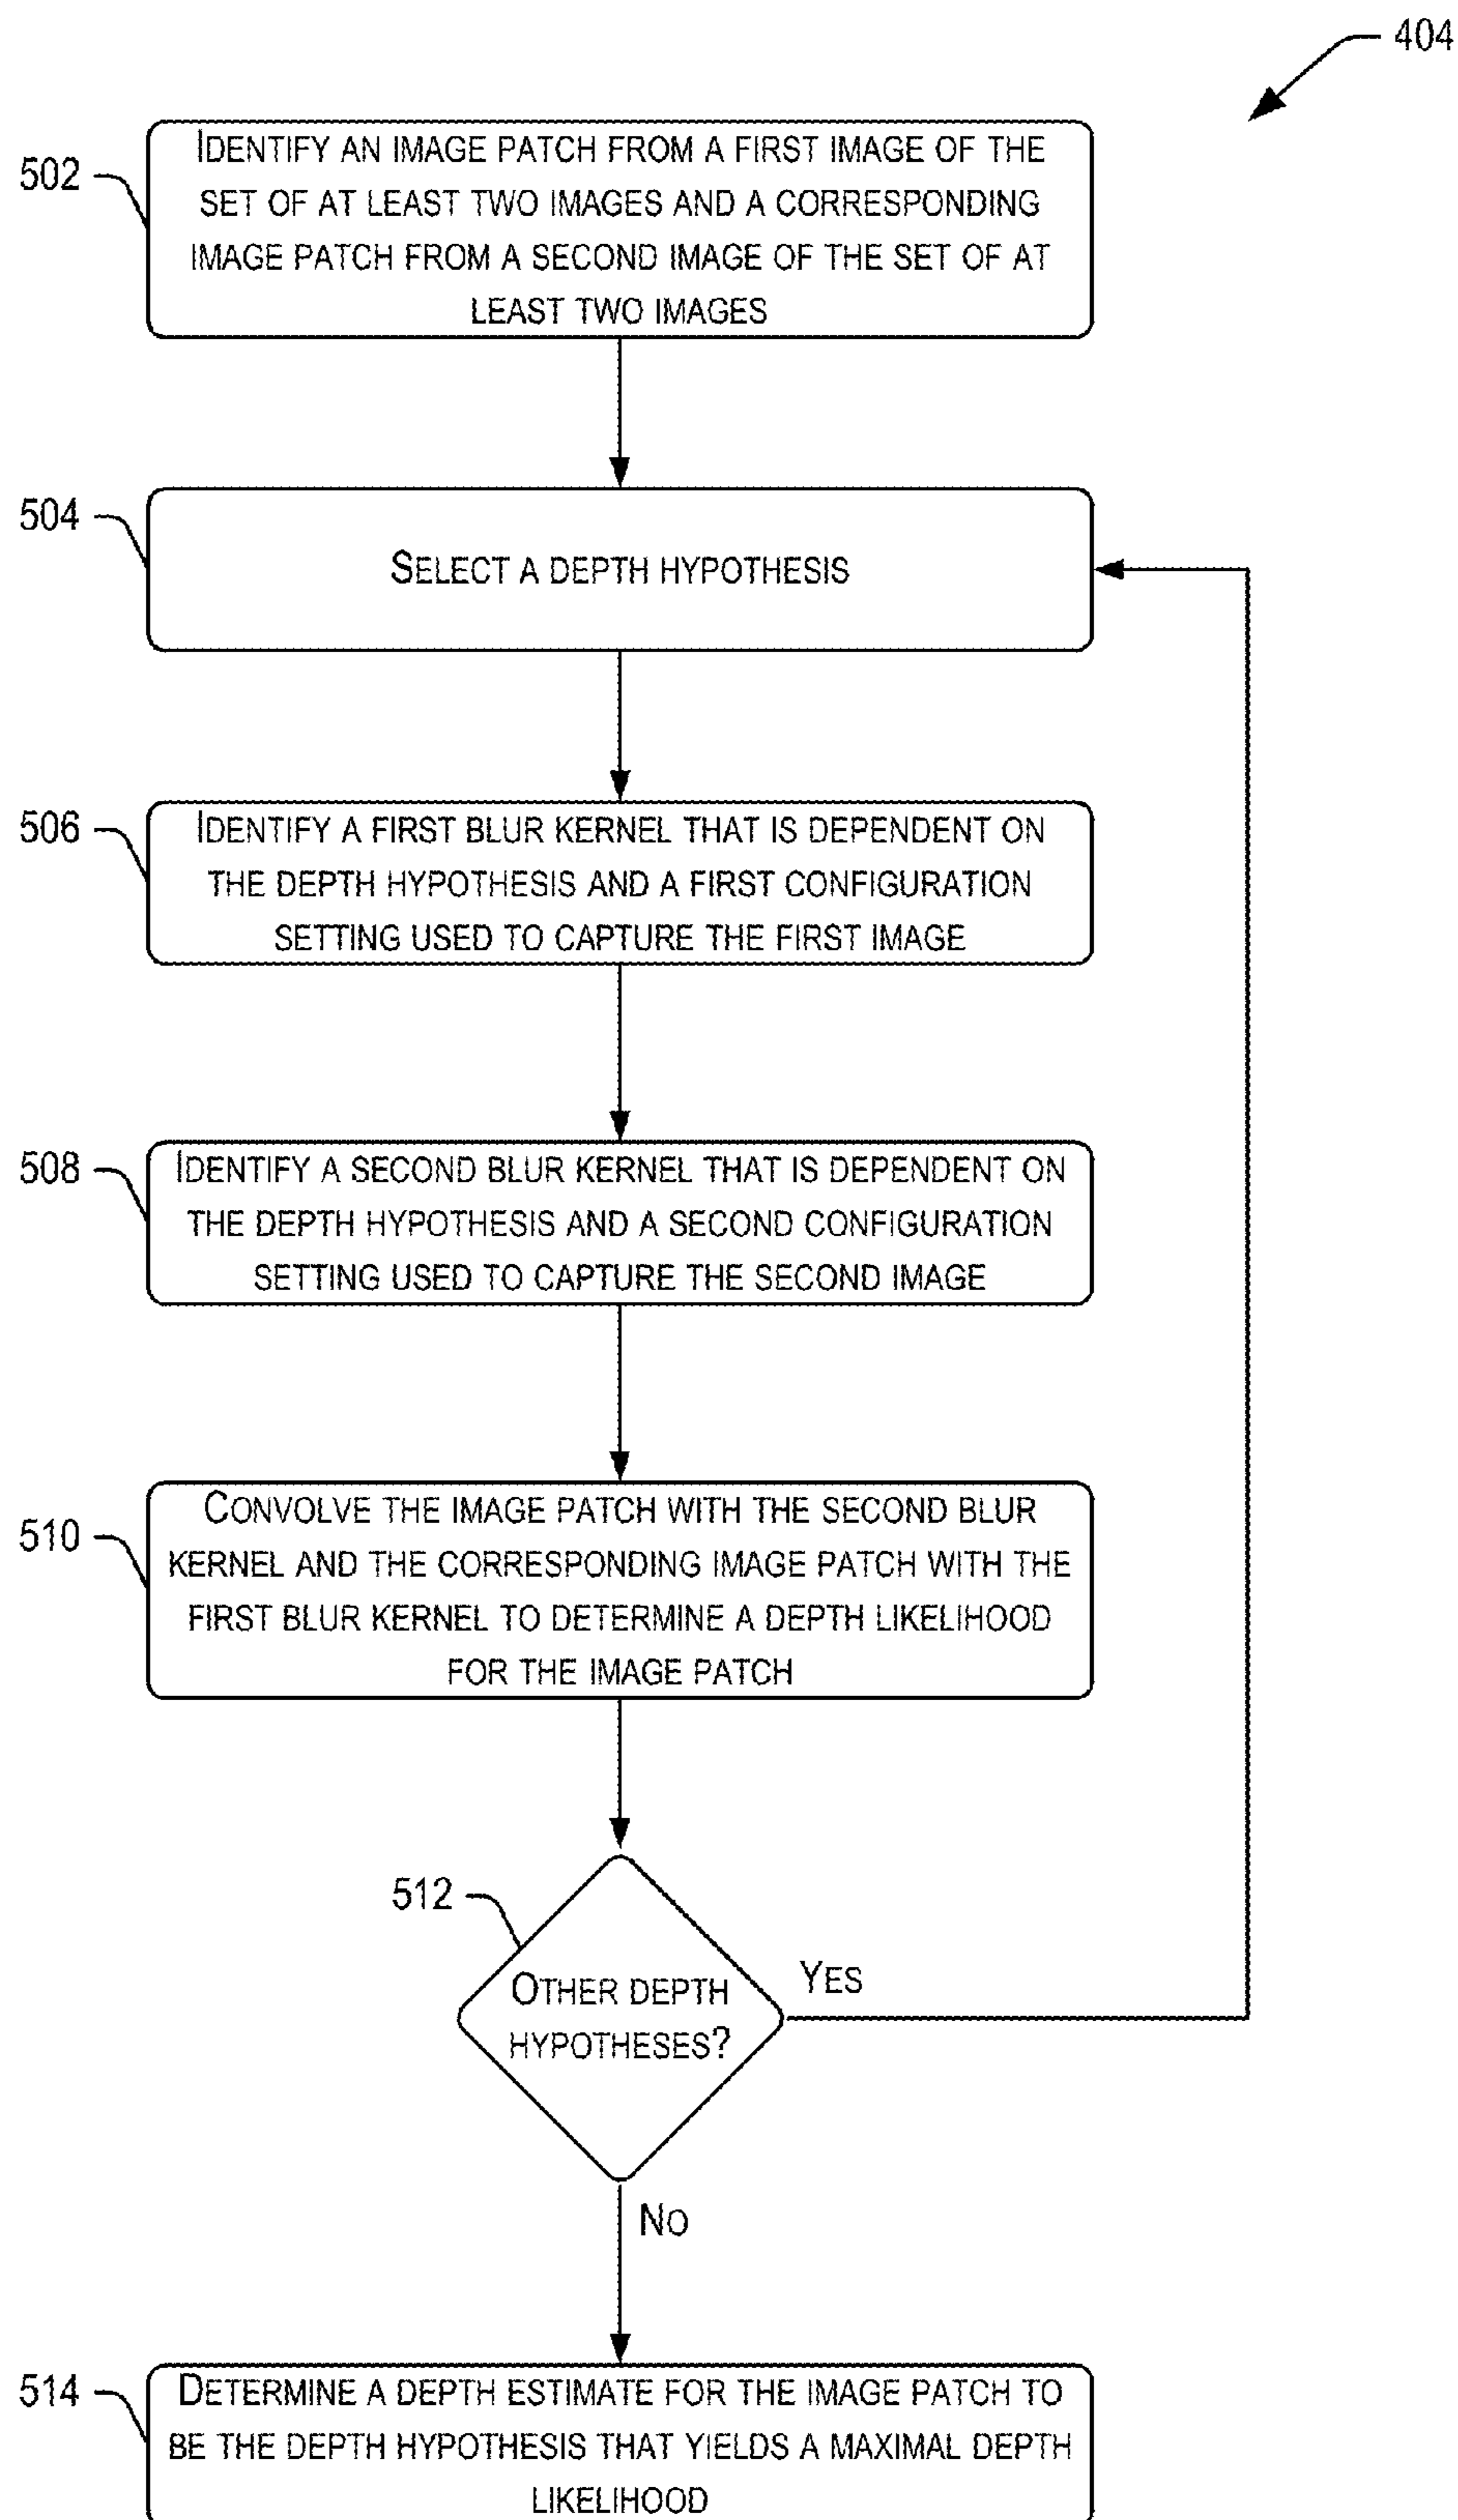 404
502
IDENTIFY AN IMAGE PATCH FROM A FIRST IMAGE OF THE
SET OF AT LEAST TWO IMAGES AND A CORRESPONDING
IMAGE PATCH FROM A SECOND IMAGE OF THE SET OF AT
LEAST TWO IMAGES
504
SELECT A DEPTH HYPOTHESIS
506
IDENTIFY A FIRST BLUR KERNEL THAT IS DEPENDENT ON
THE DEPTH HYPOTHESIS AND A FIRST CONFIGURATION
SETTING USED TO CAPTURE THE FIRST IMAGE
508
IDENTIFY A SECOND BLUR KERNEL THAT IS DEPENDENT ON
THE DEPTH HYPOTHESIS AND A SECOND CONFIGURATION
SETTING USED TO CAPTURE THE SECOND IMAGE
510
CONVOLVE THE IMAGE PATCH WITH THE SECOND BLUR
KERNEL AND THE CORRESPONDING IMAGE PATCH WITH THE
FIRST BLUR KERNEL TO DETERMINE A DEPTH LIKELIHOOD
FOR THE IMAGE PATCH
512
OTHER DEPTH
HYPOTHESES?
YES
NO
514
DETERMINE A DEPTH ESTIMATE FOR THE IMAGE PATCH TO
BE THE DEPTH HYPOTHESIS THAT YIELDS A MAXIMAL DEPTH
LIKELIHOOD